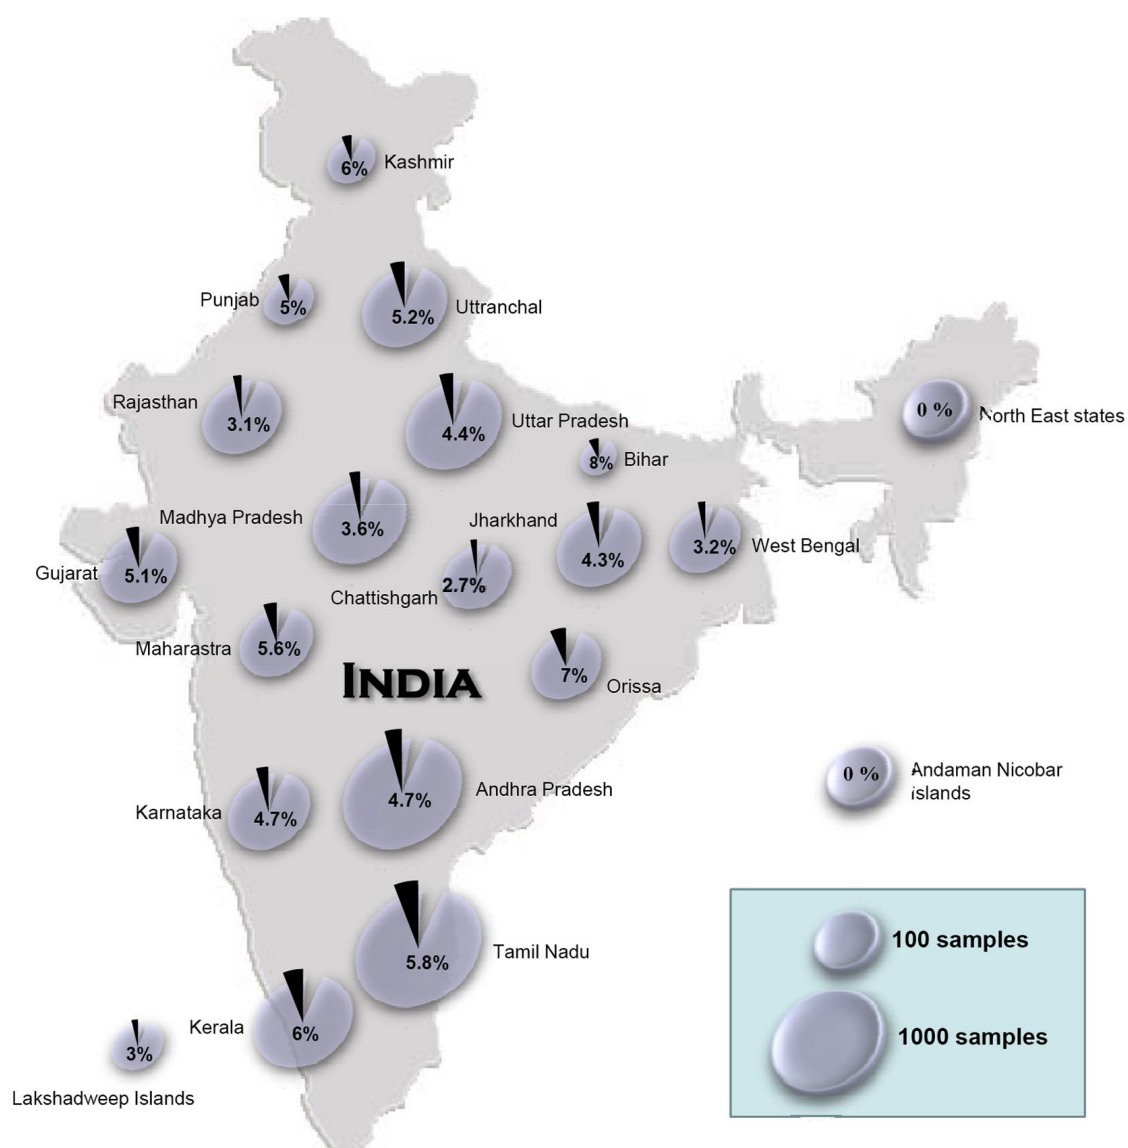 6%
Kashmir
Punjab
5%
5.2%
Uttranchal
Rajasthan
3.1%
4.4%
Uttar Pradesh
0 %
North East states
8%
Bihar
Madhya Pradesh
3.6%
Jharkhand
4.3%
3.2%
West Bengal
Gujarat
5.1%
2.7%
Chattishgarh
Maharastra
5.6%
INDIA
7%
Orissa
0 %
Andaman Nicobar
islands
Karnataka
4.7%
4.7%
Andhra Pradesh
5.8%
Tamil Nadu
100 samples
1000 samples
Kerala
6%
3%
Lakshadweep Islands